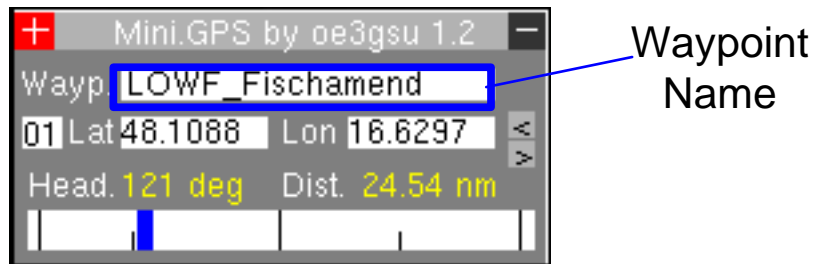 + Mini.GPS by oe3gsu 1.2 −
Wayp. LOWF_Fischamend
01 Lat 48.1088 Lon 16.6297 <
>
Head. 121 deg Dist. 24.54 nm
Waypoint
Name